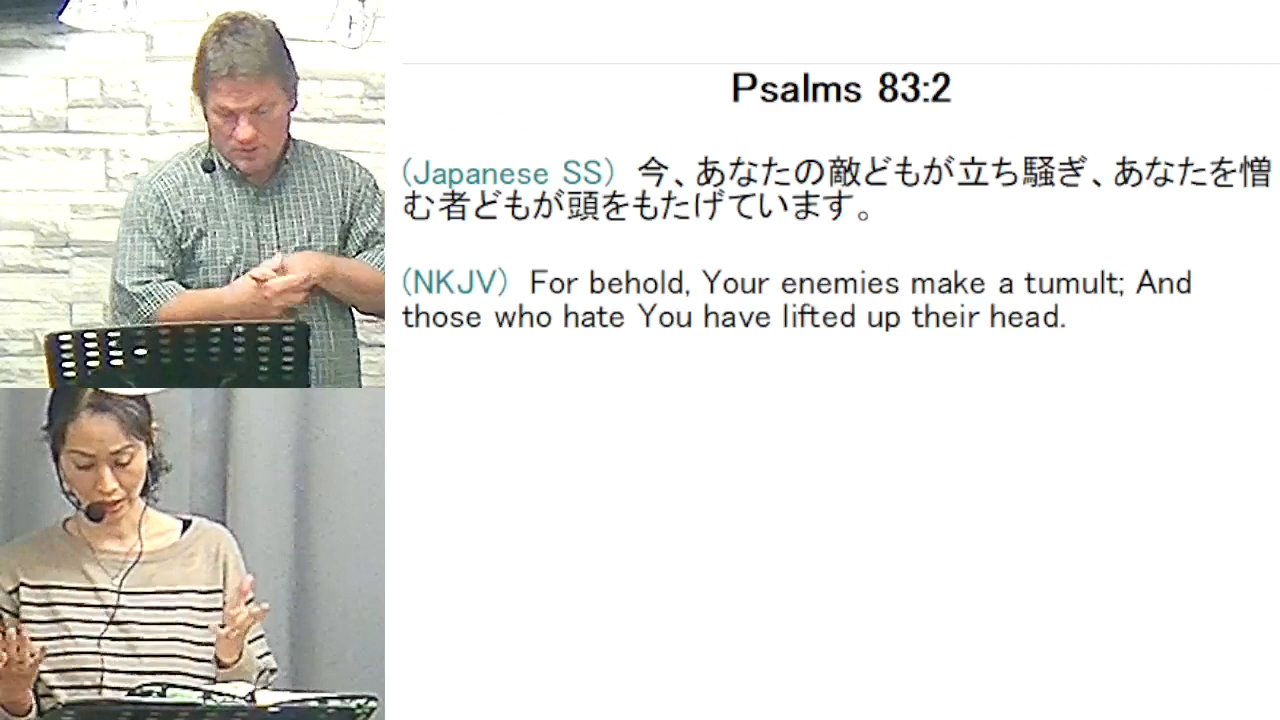 Psalms 83:2
(Japanese SS) 今、あなたの敵どもが立ち騒ぎ、あなたを憎
む者どもが頭をもたげています。
(NKJV) For behold, Your enemies make a tumult; And
those who hate You have lifted up their head.